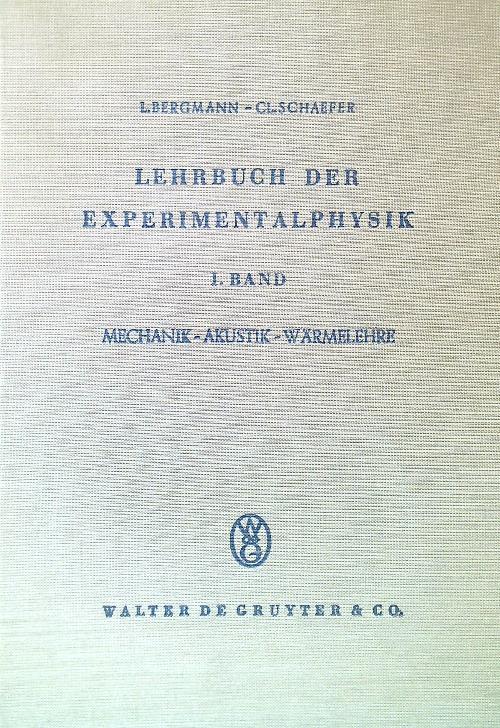 L.BERGMANN - CL.SCHAEFER
LEHRBUCH DER
EXPERIMENTALPHYSIK
I. BAND
MECHANIK - AKUSTIK - WÄRMELEHRE
W
&
G
WALTER DE GRUYTER & CO.